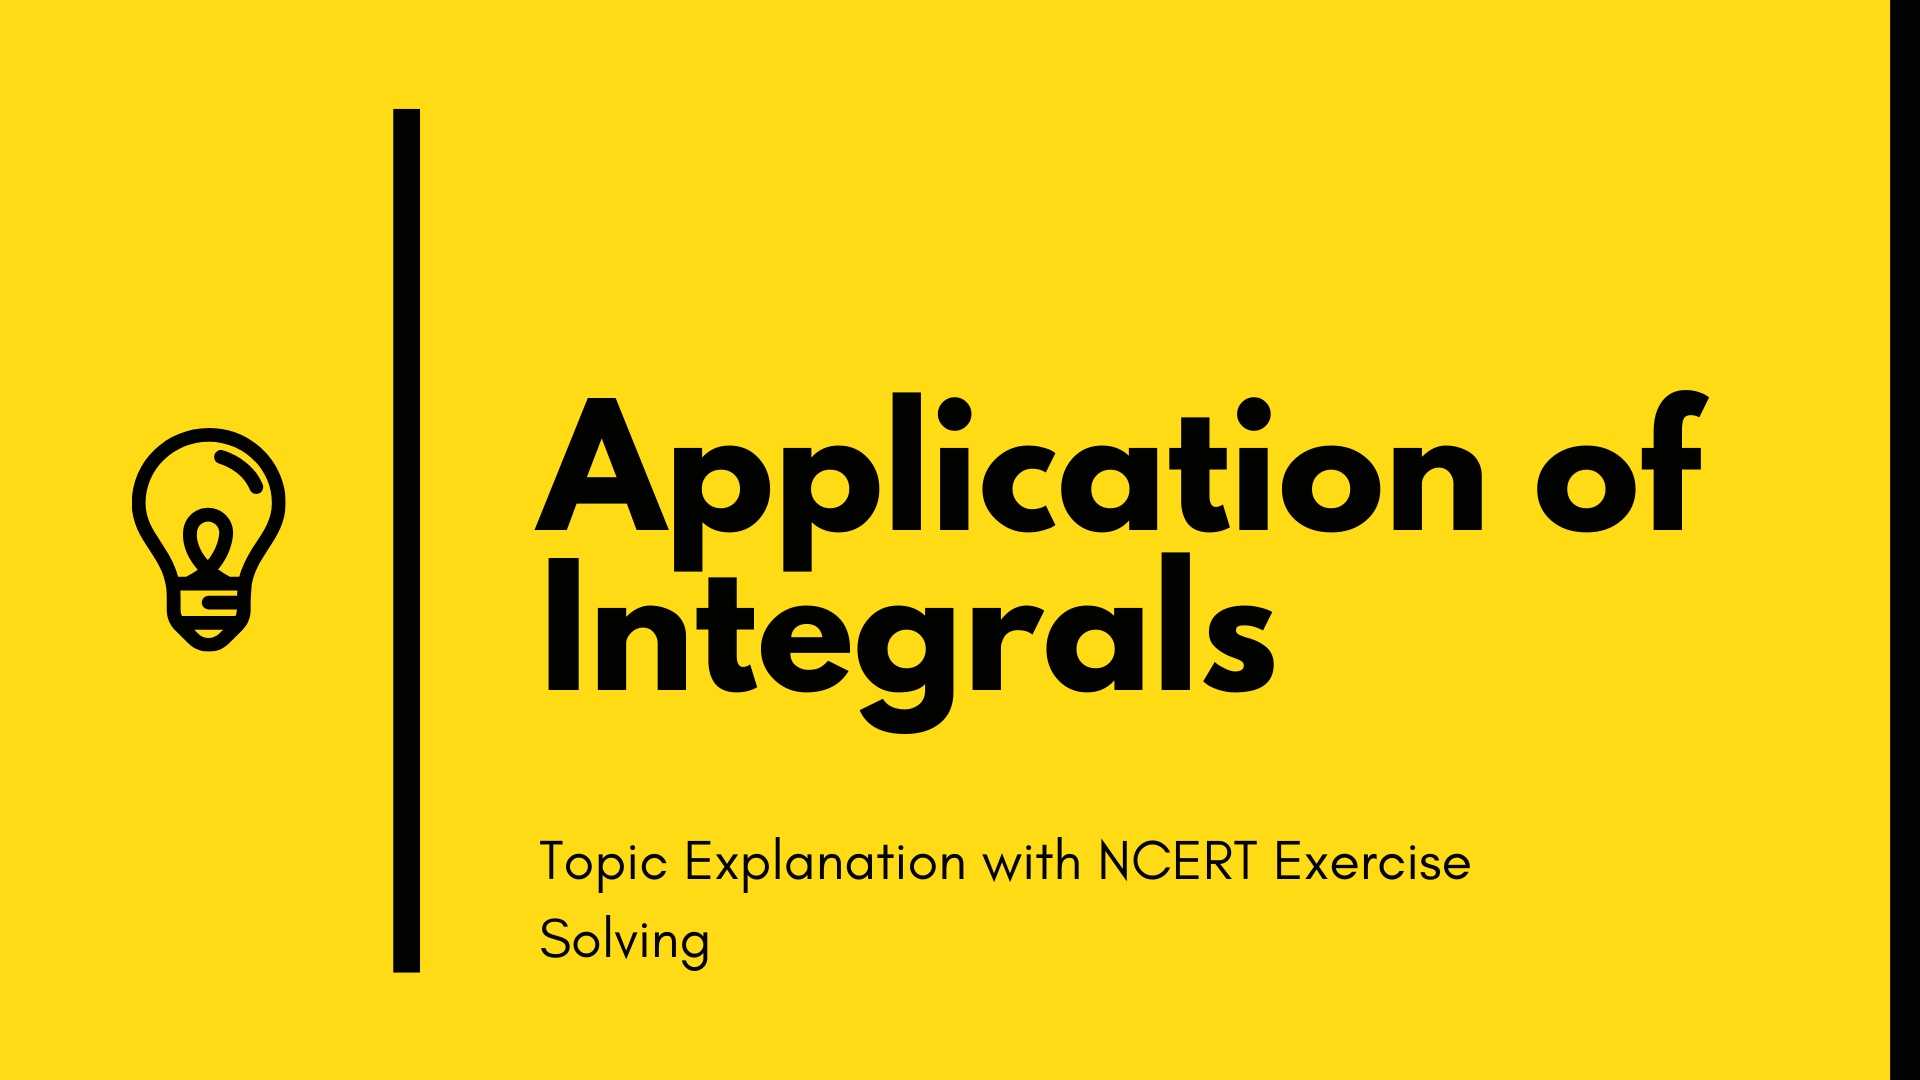 Application of
Integrals
Topic Explanation with NCERT Exercise
Solving